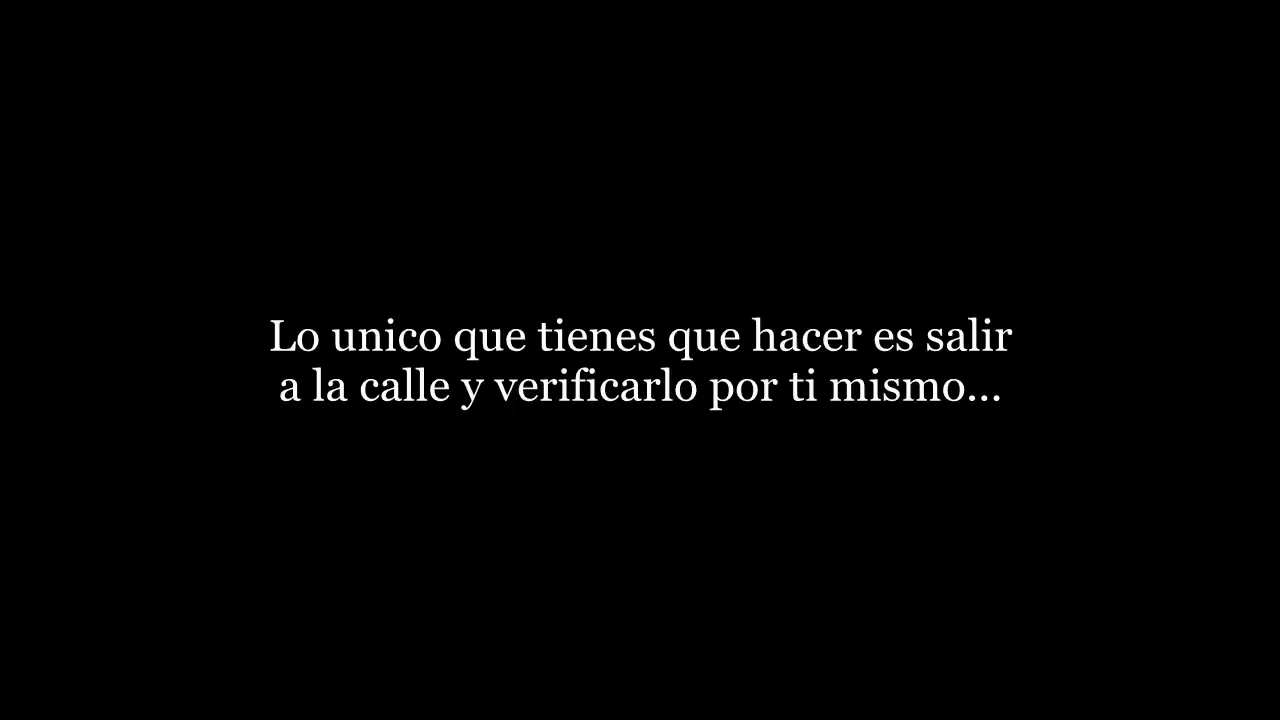 Lo unico que tienes que hacer es salir
a la calle y verificarlo por ti mismo...